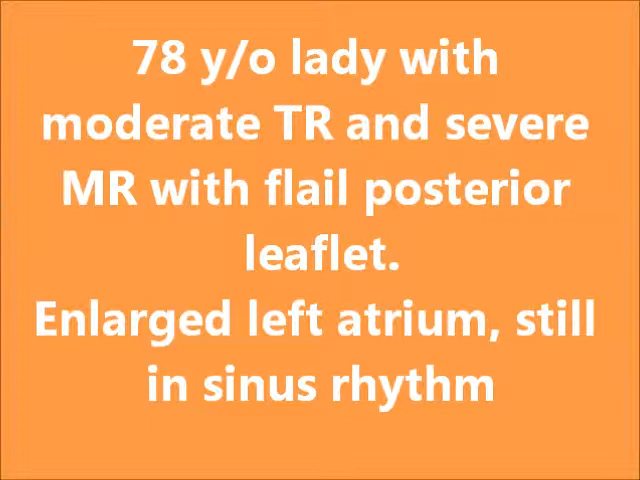 78 y/o lady with
moderate TR and severe
MR with flail posterior
leaflet.
Enlarged left atrium, still
in sinus rhythm